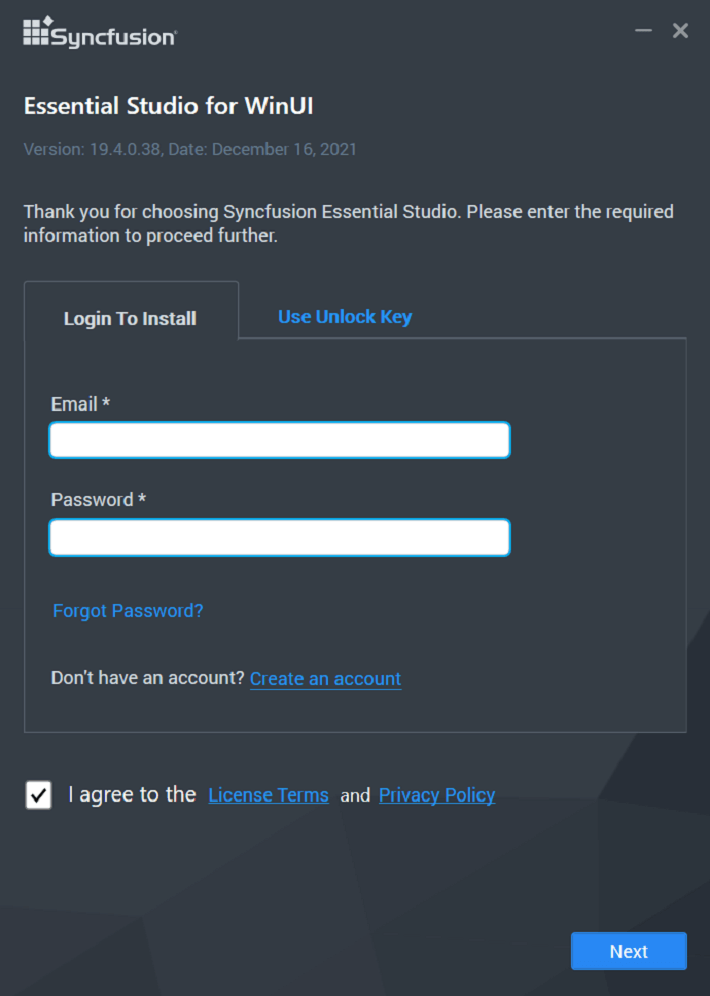 Syncfusion
Essential Studio for WinUI
Version: 19.4.0.38, Date: December 16, 2021
Thank you for choosing Syncfusion Essential Studio. Please enter the required
information to proceed further.
Login To Install
Use Unlock Key
Email *
Password *
Forgot Password?
Don't have an account? Create an account
I agree to the License Terms and Privacy Policy
Next